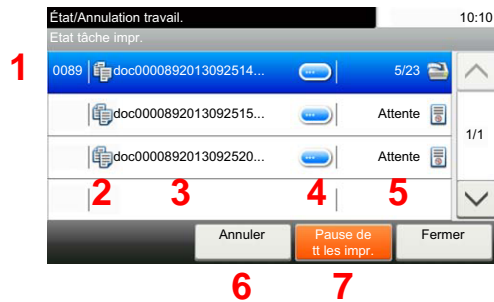 État/Annulation travail.
10:10
Etat tâche impr.
1
0089 doc0000892013092514... ... 5/23
doc0000892013092515... ... Attente
1/1
doc0000892013092520... ... Attente
2 3 4 5
Annuler
Pause de
tt les impr.
Fermer
6 7